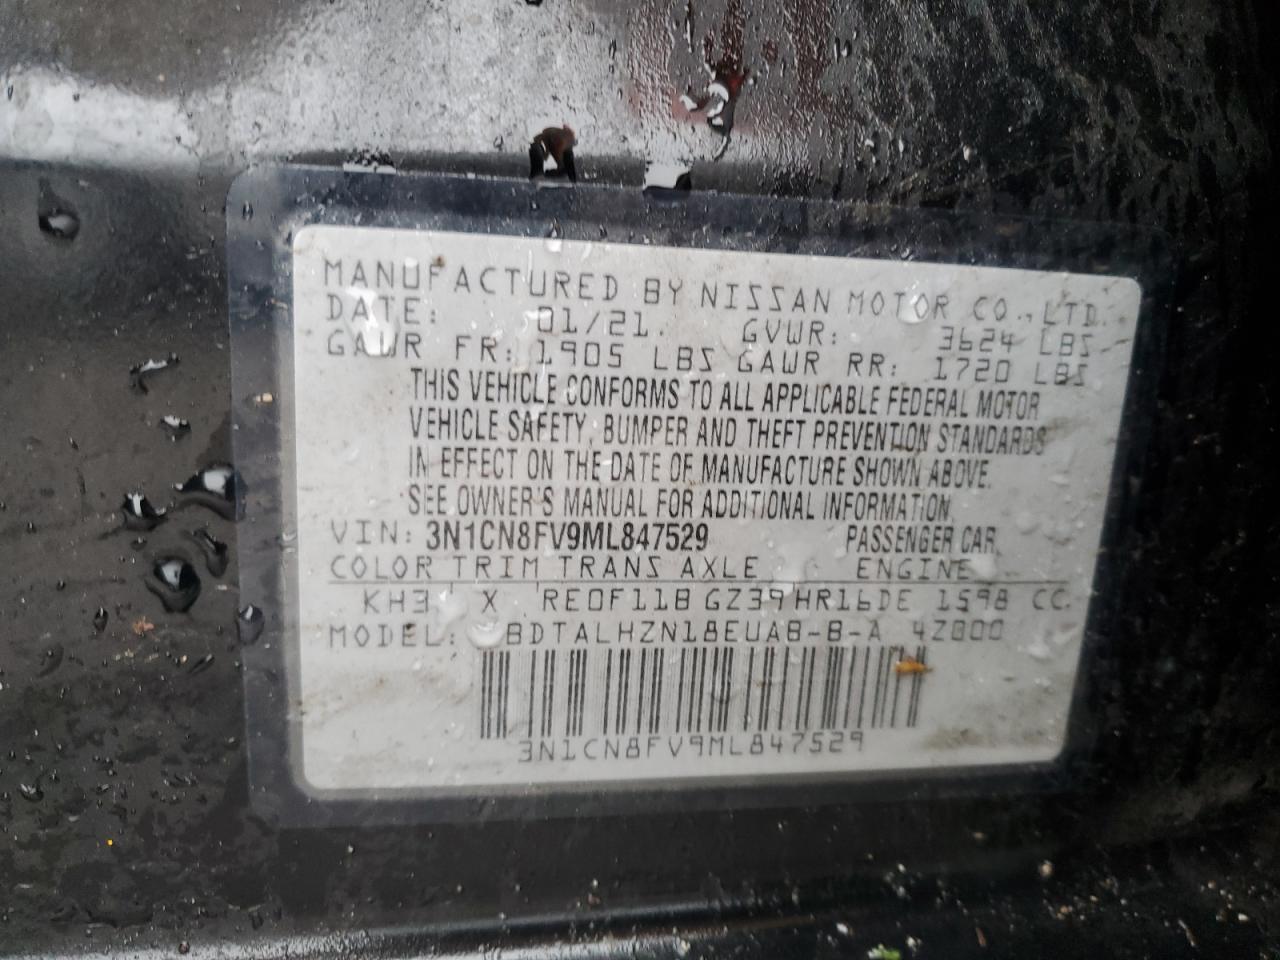 MANUFACTURED BY NISSAN MOTOR CO., LTD.
DATE: 01/21. GVWR: 3624 LBS
GAWR FR: 1905 LBS GAWR RR: 1720 LBS
THIS VEHICLE CONFORMS TO ALL APPLICABLE FEDERAL MOTOR
VEHICLE SAFETY, BUMPER AND THEFT PREVENTION STANDARDS
IN EFFECT ON THE DATE OF MANUFACTURE SHOWN ABOVE.
SEE OWNER'S MANUAL FOR ADDITIONAL INFORMATION.
VIN: 3N1CN8FV9ML847529 PASSENGER CAR
COLOR TRIM TRANS AXLE ENGINE
KH3 X RE0F11B GZ39 HR16DE 1598 CC.
MODEL: BDTALHZN18EUAB-B-A 4Z000
3N1CN8FV9ML847529